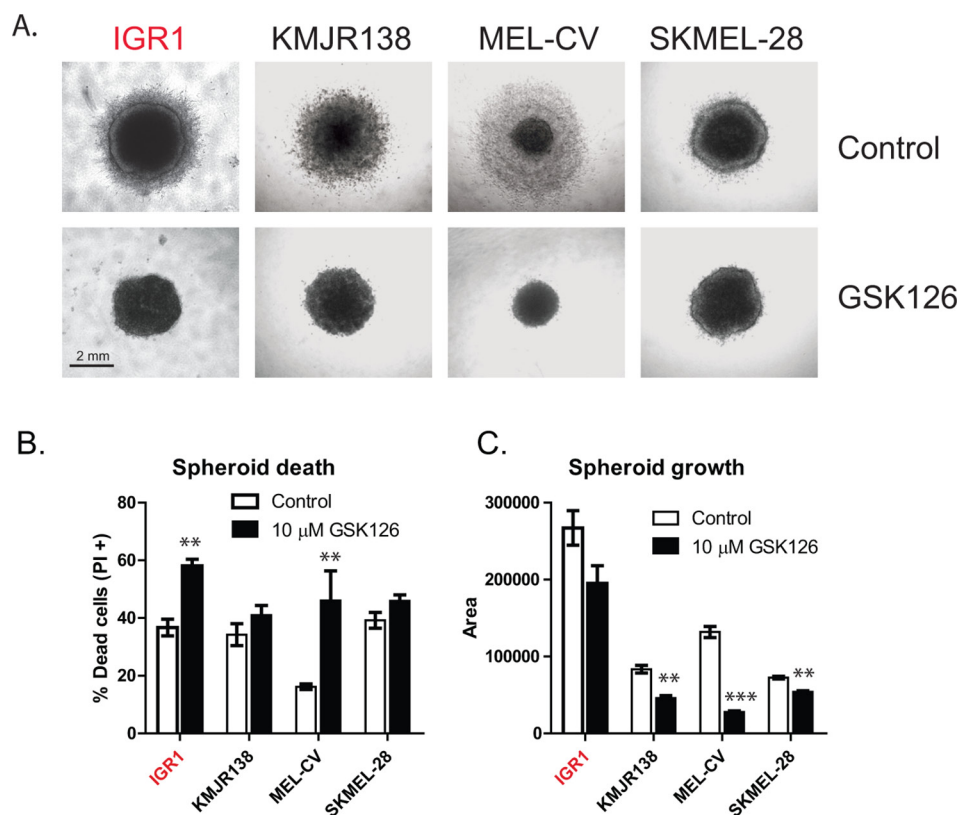 A.
IGR1 KMJR138 MEL-CV SKMEL-28
Control
GSK126
2 mm
B.
Spheroid death
Control
10 μM GSK126
% Dead cells (PI +)
80
60
40
20
0
**
**
IGR1
KMJR138
MEL-CV
SKMEL-28
C.
Spheroid growth
Control
10 μM GSK126
Area
300000
200000
100000
0
**
***
**
IGR1
KMJR138
MEL-CV
SKMEL-28